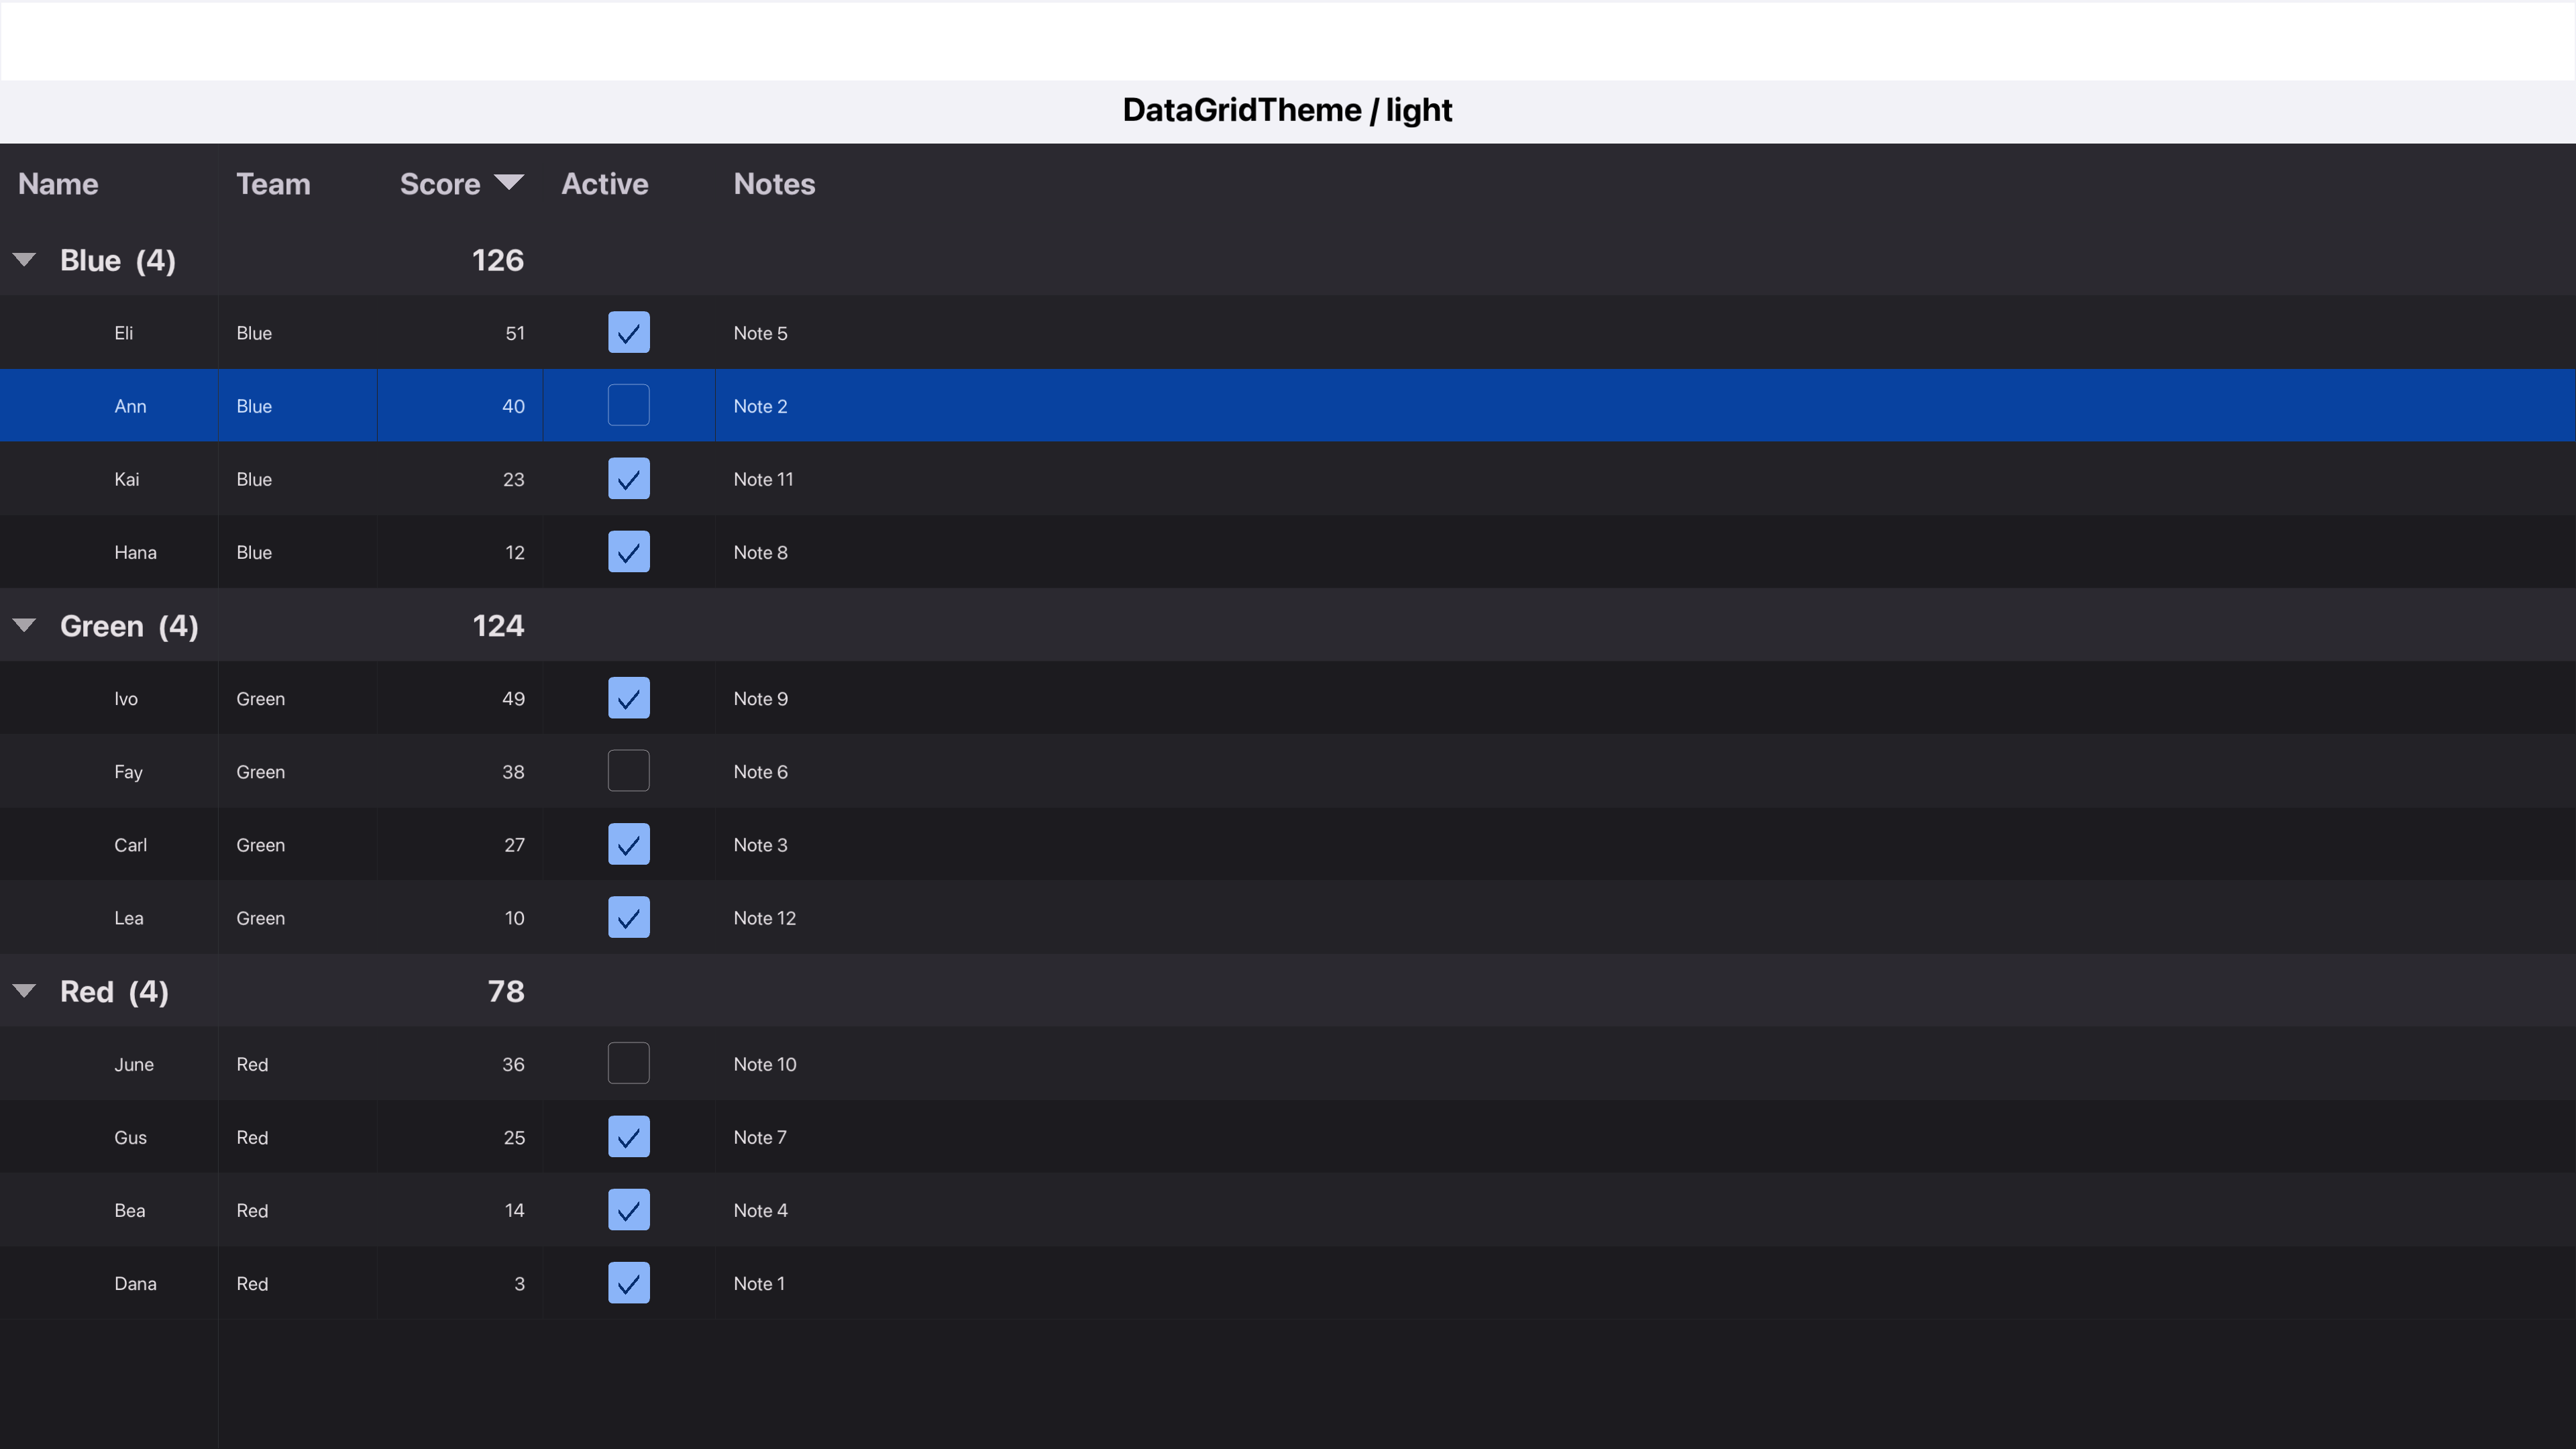 DataGridTheme / light
Name Team Score Active Notes
Blue (4) 126
Eli Blue 51 Note 5
Ann Blue 40 Note 2
Kai Blue 23 Note 11
Hana Blue 12 Note 8
Green (4) 124
Ivo Green 49 Note 9
Fay Green 38 Note 6
Carl Green 27 Note 3
Lea Green 10 Note 12
Red (4) 78
June Red 36 Note 10
Gus Red 25 Note 7
Bea Red 14 Note 4
Dana Red 3 Note 1